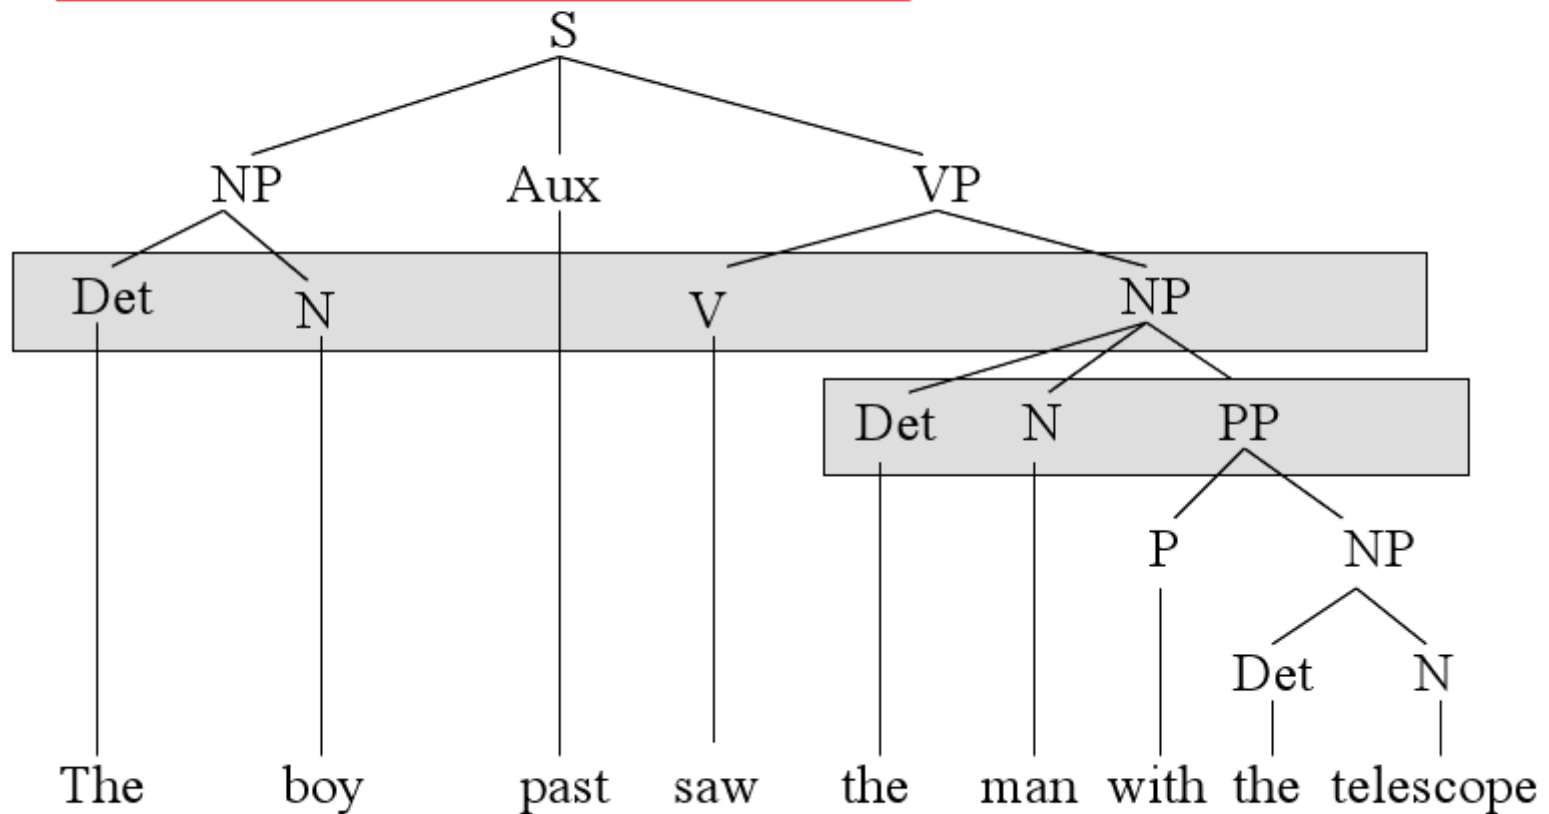 S
NP Aux VP
Det N V NP
Det N PP
P NP
Det N
The boy past saw the man with the telescope